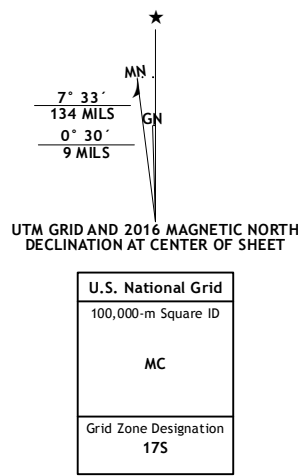 ★
MN
GN
7° 33´
134 MILS
0° 30´
9 MILS
UTM GRID AND 2016 MAGNETIC NORTH
DECLINATION AT CENTER OF SHEET
U.S. National Grid
100,000-m Square ID
MC
Grid Zone Designation
17S